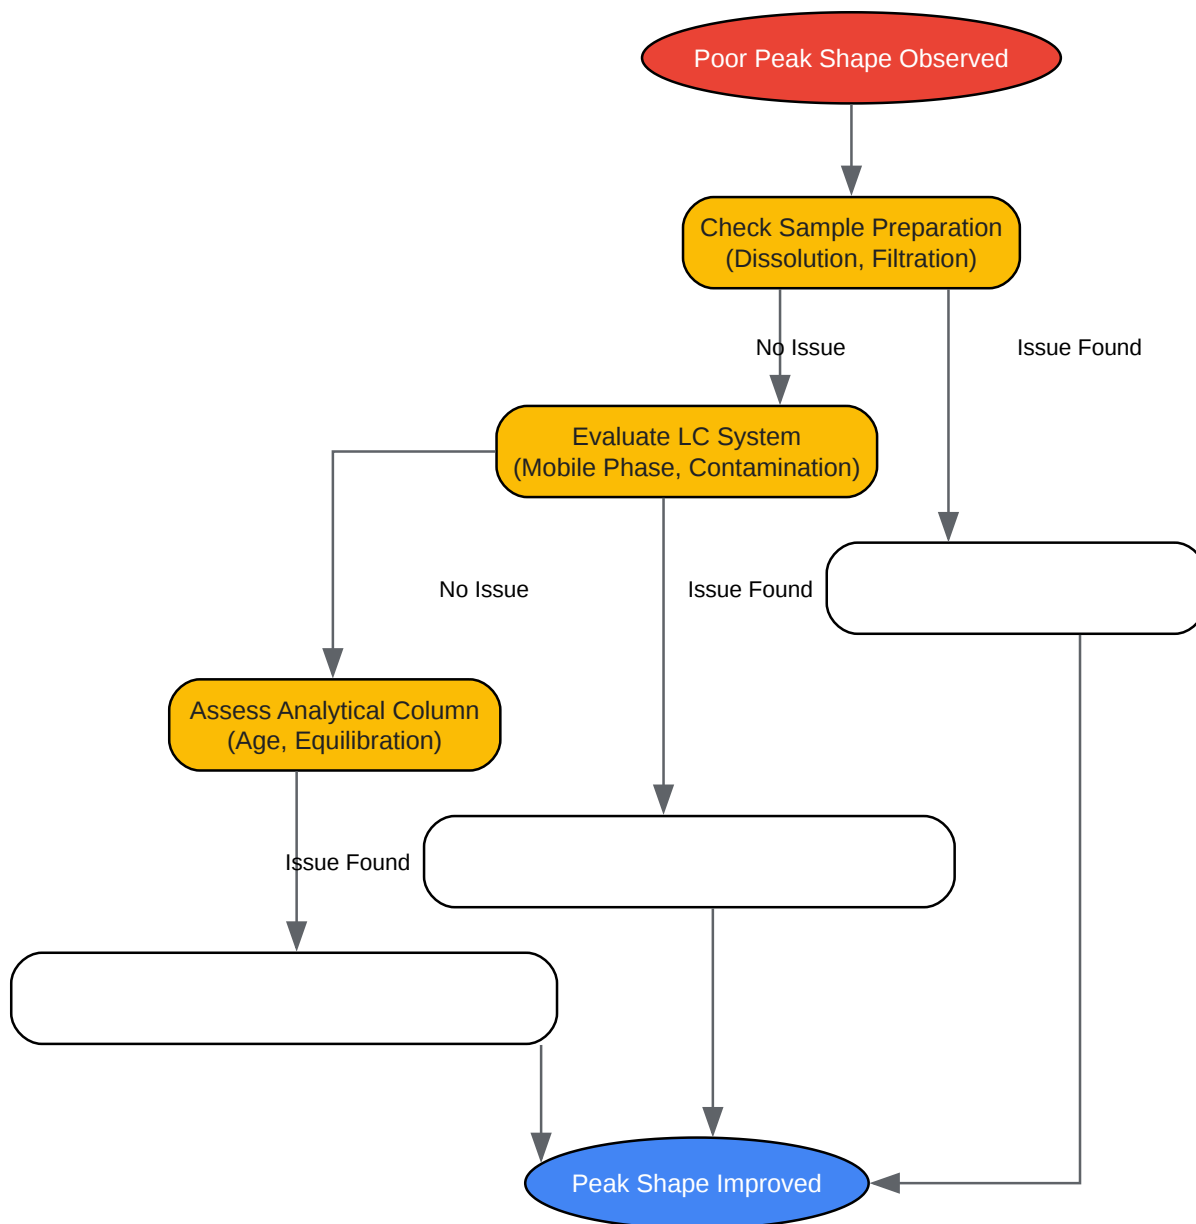 Poor Peak Shape Observed
Check Sample Preparation
(Dissolution, Filtration)
No Issue
Issue Found
Evaluate LC System
(Mobile Phase, Contamination)
No Issue
Issue Found
Assess Analytical Column
(Age, Equilibration)
Issue Found
Peak Shape Improved